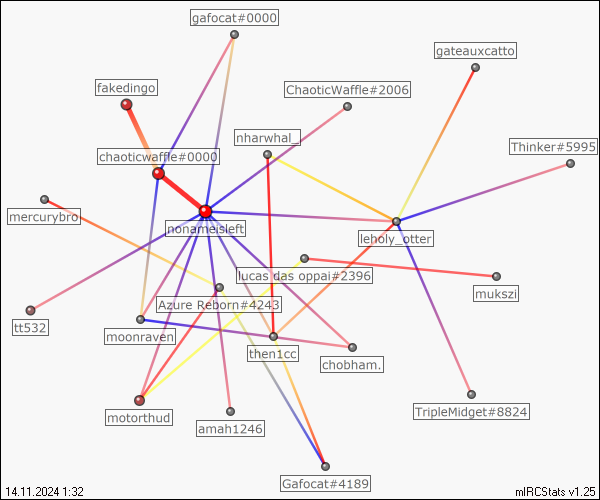 gafocat#0000
gateauxcatto
fakedingo
ChaoticWaffle#2006
nharwhal_
Thinker#5995
chaoticwaffle#0000
mercurybro
nonameisleft
leholy_otter
lucas das oppai#2396
mukszi
Azure Reborn#4243
tt532
moonraven
then1cc
chobham.
motorthud
TripleMidget#8824
amah1246
Gafocat#4189
14.11.2024 1:32
mIRCStats v1.25